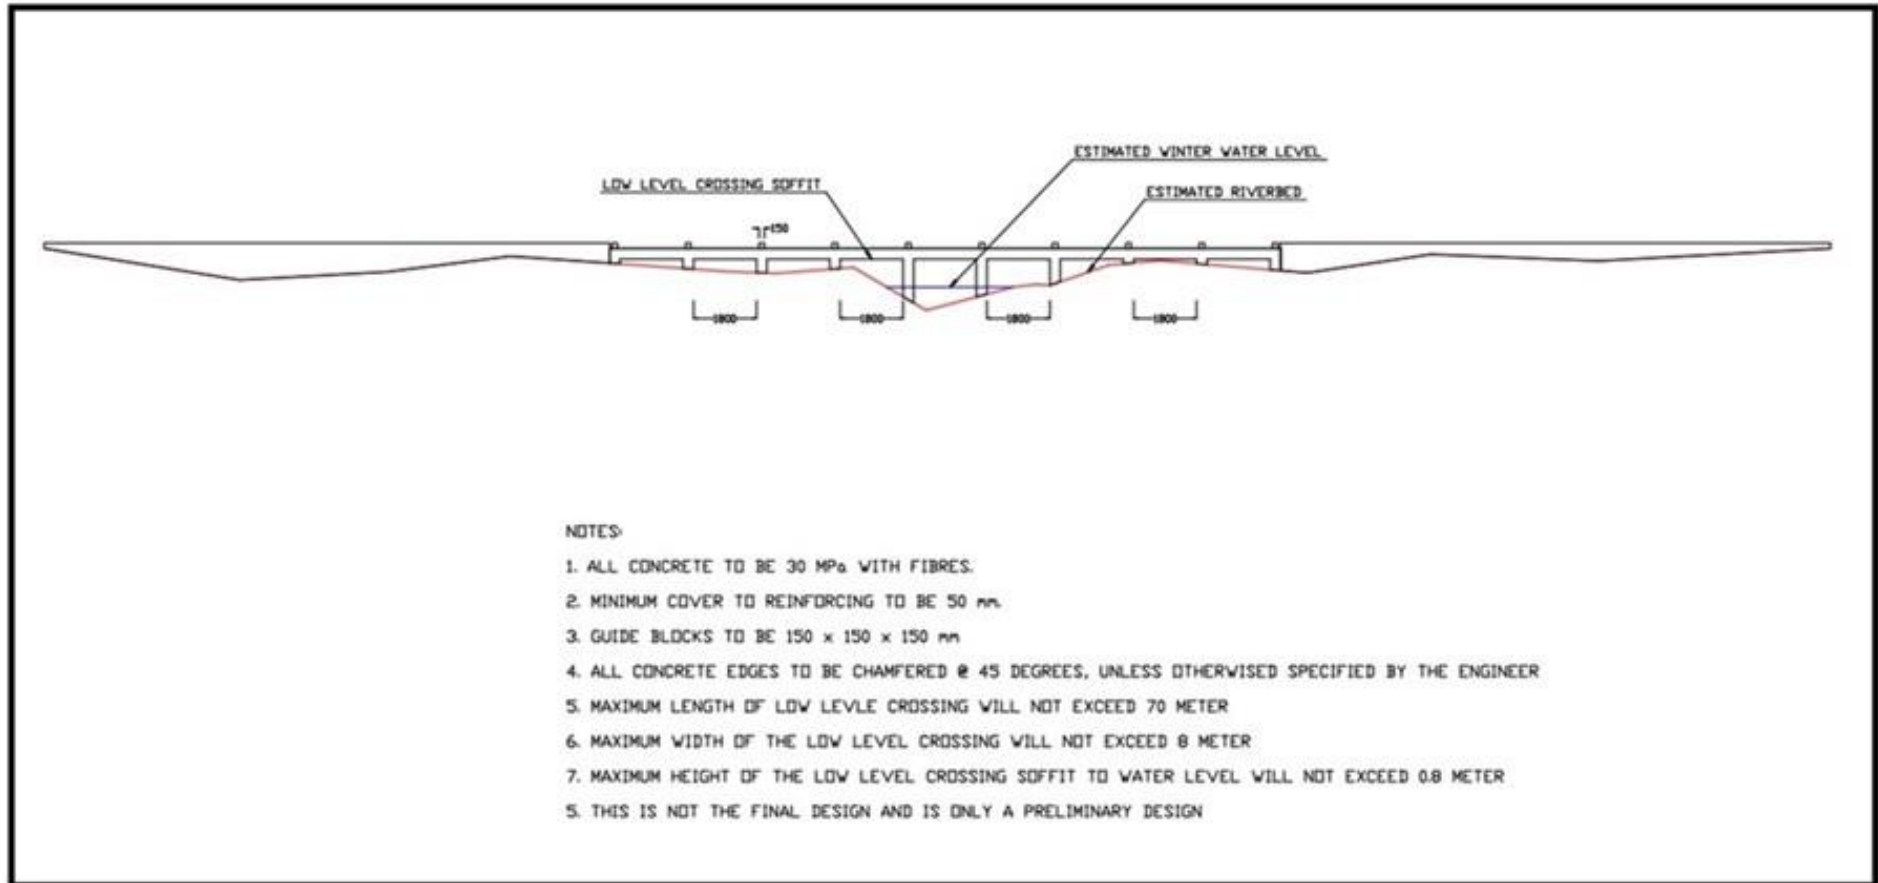 ESTIMATED WINTER WATER LEVEL
LOW LEVEL CROSSING SOFFIT
ESTIMATED RIVERBED
150
1800
1800
1800
1800
NOTES:
1. ALL CONCRETE TO BE 30 MPa WITH FIBRES.
2. MINIMUM COVER TO REINFORCING TO BE 50 mm.
3. GUIDE BLOCKS TO BE 150 x 150 x 150 mm
4. ALL CONCRETE EDGES TO BE CHAMFERED @ 45 DEGREES, UNLESS OTHERWISED SPECIFIED BY THE ENGINEER
5. MAXIMUM LENGTH OF LOW LEVLE CROSSING WILL NOT EXCEED 70 METER
6. MAXIMUM WIDTH OF THE LOW LEVEL CROSSING WILL NOT EXCEED 8 METER
7. MAXIMUM HEIGHT OF THE LOW LEVEL CROSSING SOFFIT TO WATER LEVEL WILL NOT EXCEED 0.8 METER
5. THIS IS NOT THE FINAL DESIGN AND IS ONLY A PRELIMINARY DESIGN